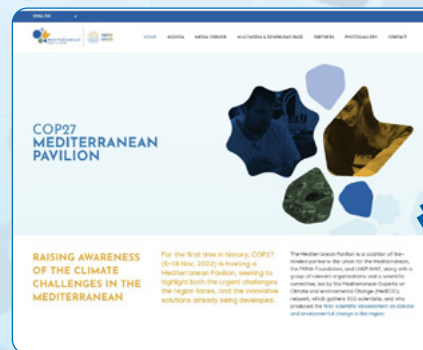 ENGLISH
MEDITERRANEAN
PAVILION
HOME AGENDA MEDIA CORNER MULTIMEDIA & DOWNLOAD PAGE PARTNERS PHOTOGALLERY CONTACT
COP27
MEDITERRANEAN
PAVILION
RAISING AWARENESS
OF THE CLIMATE
CHALLENGES IN THE
MEDITERRANEAN
For the first time in history, COP27
(6-18 Nov, 2022) is hosting a
Mediterranean Pavilion, seeking to
highlight both the urgent challenges
the region faces, and the innovative
solutions already being developed.
The Mediterranean Pavilion is a coalition of like-
minded partners: the Union for the Mediterranean,
the PRIMA Foundation, and UNEP-MAP, along with a
group of relevant organisations and a scientific
committee, led by the Mediterranean Experts on
Climate and environmental Change (MedECC)
network, which gathers 600 scientists, and who
produced the first scientific assessment on climate
and environmental change in the region.